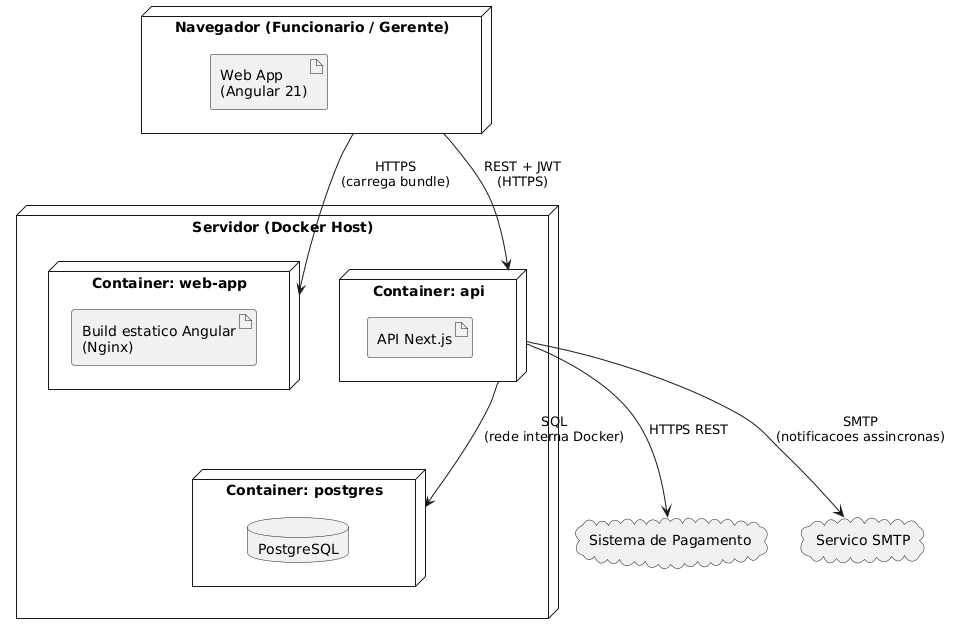 Navegador (Funcionario / Gerente)
Web App
(Angular 21)
HTTPS
(carrega bundle)
REST + JWT
(HTTPS)
Servidor (Docker Host)
Container: web-app
Build estatico Angular
(Nginx)
Container: api
API Next.js
SQL
(rede interna Docker)
HTTPS REST
SMTP
(notificacoes assincronas)
Container: postgres
PostgreSQL
Sistema de Pagamento
Servico SMTP